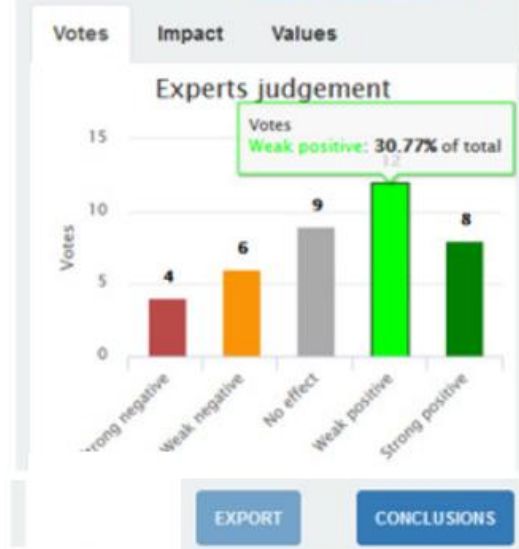 Votes Impact Values
Experts judgement
Votes
Weak positive: 30.77% of total
12
15
10
5
0
Votes
4
6
9
8
trong negative
Weak negative
No effect
Weak positive
Strong positive
EXPORT
CONCLUSIONS